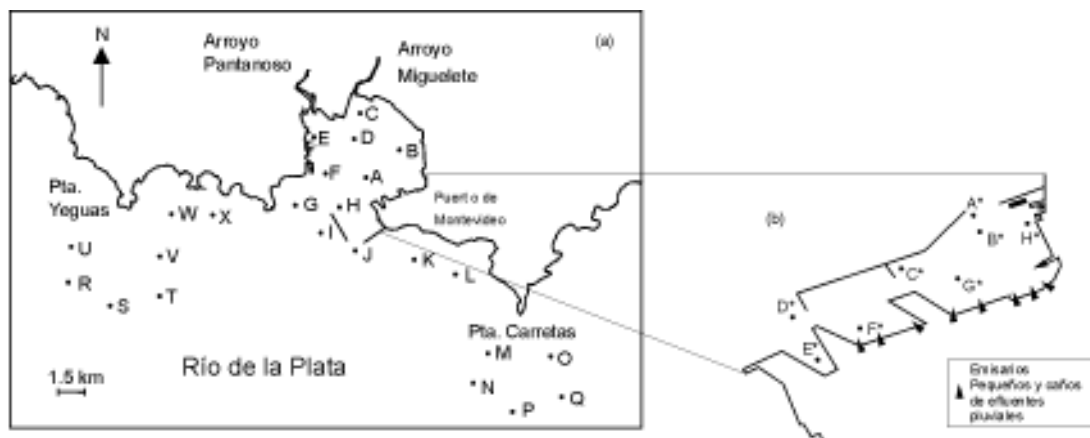 N
Arroyo
Pantanoso
Arroyo
Miguelete
(a)
C
E
D
B
F
A
Pta.
Yeguas
W
X
G
H
Puerto de
Montevideo
I
J
U
V
K
L
R
S
T
Pta. Carretas
M
O
N
Q
P
Río de la Plata
1.5 km
(b)
A*
B*
H*
C*
G*
D*
F*
E*
Emisarios
Pequeños y caños
de efluentes
pluviales